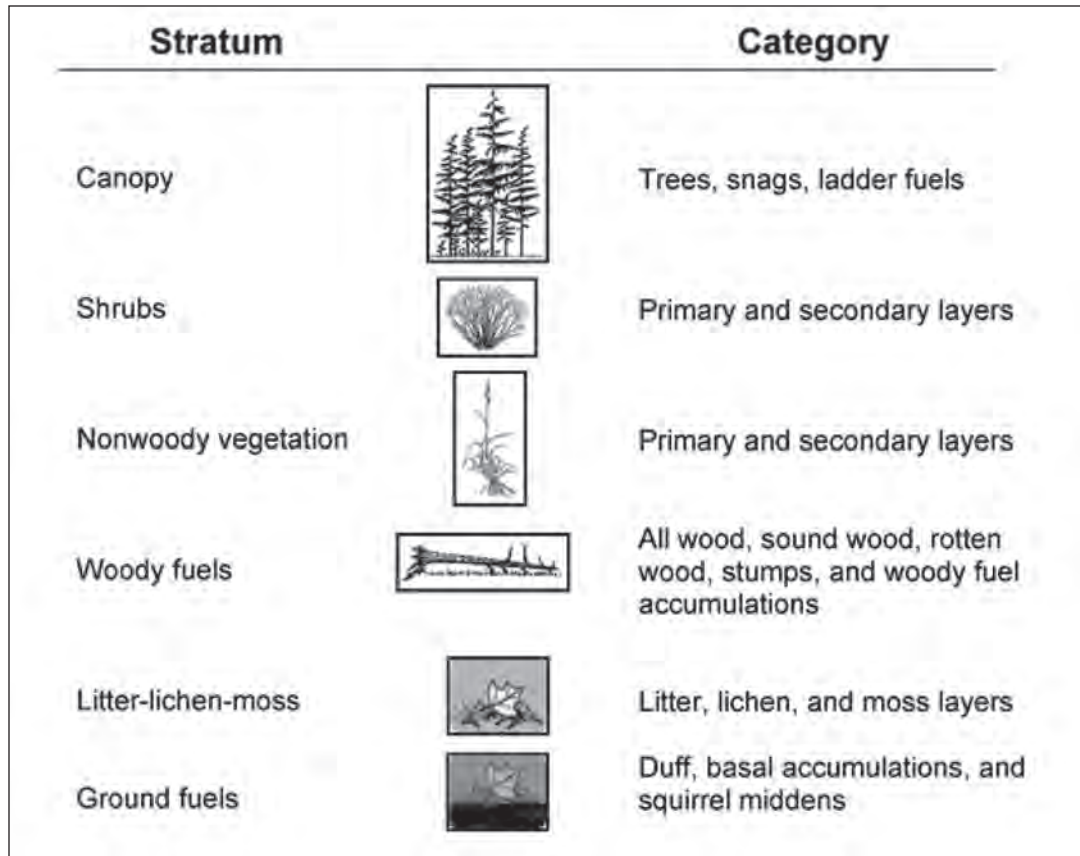 Stratum Category
Canopy Trees, snags, ladder fuels
Shrubs Primary and secondary layers
Nonwoody vegetation Primary and secondary layers
Woody fuels All wood, sound wood, rotten
wood, stumps, and woody fuel
accumulations
Litter-lichen-moss Litter, lichen, and moss layers
Ground fuels Duff, basal accumulations, and
squirrel middens